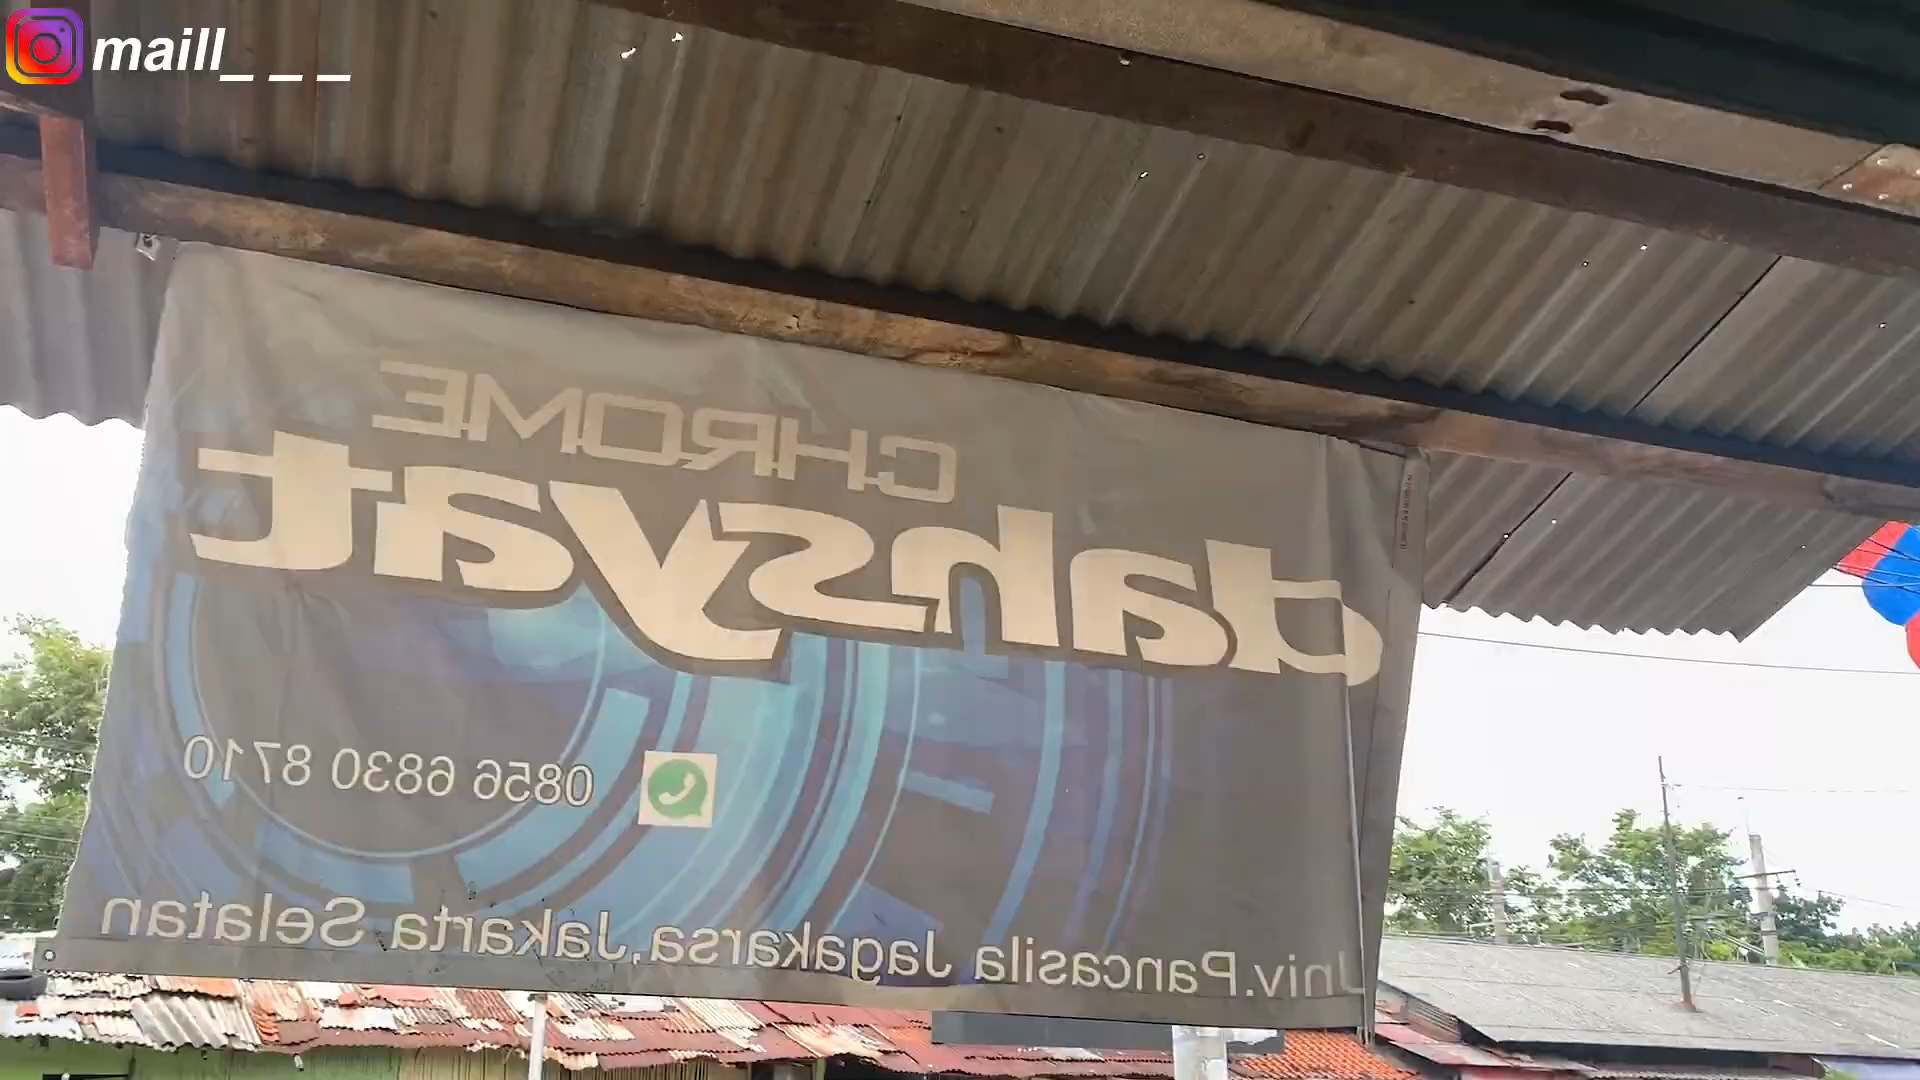 maill_ _ _
CHROME
dahsyat
0856 6830 8710
Univ.Pancasila Jagakarsa,Jakarta Selatan